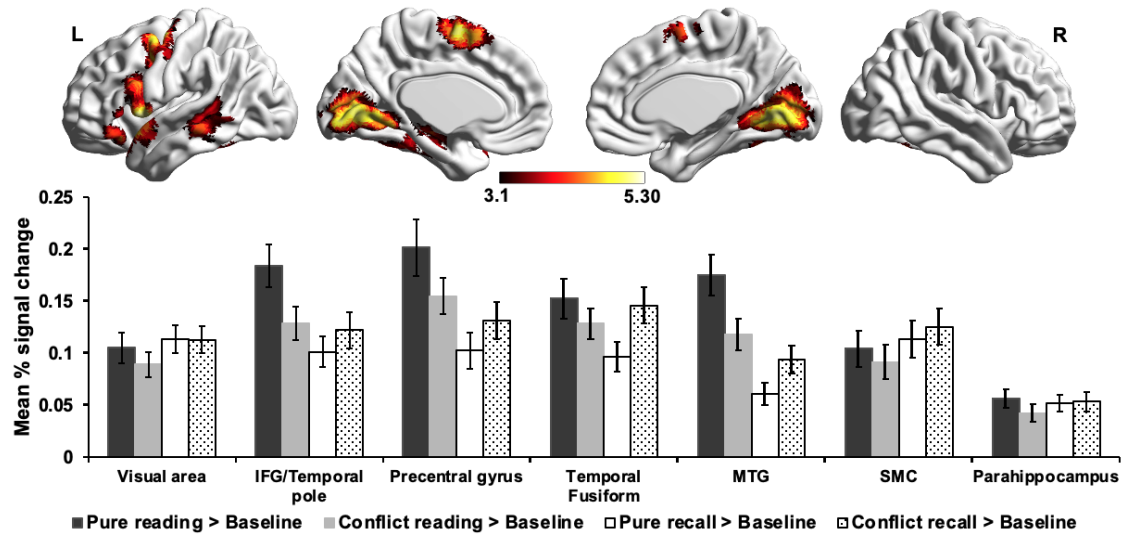 L
R
3.1 5.30
Mean % signal change
0.25
0.2
0.15
0.1
0.05
0
Visual area
IFG/Temporal pole
Precentral gyrus
Temporal Fusiform
MTG
SMC
Parahippocampus
Pure reading > Baseline
Conflict reading > Baseline
Pure recall > Baseline
Conflict recall > Baseline